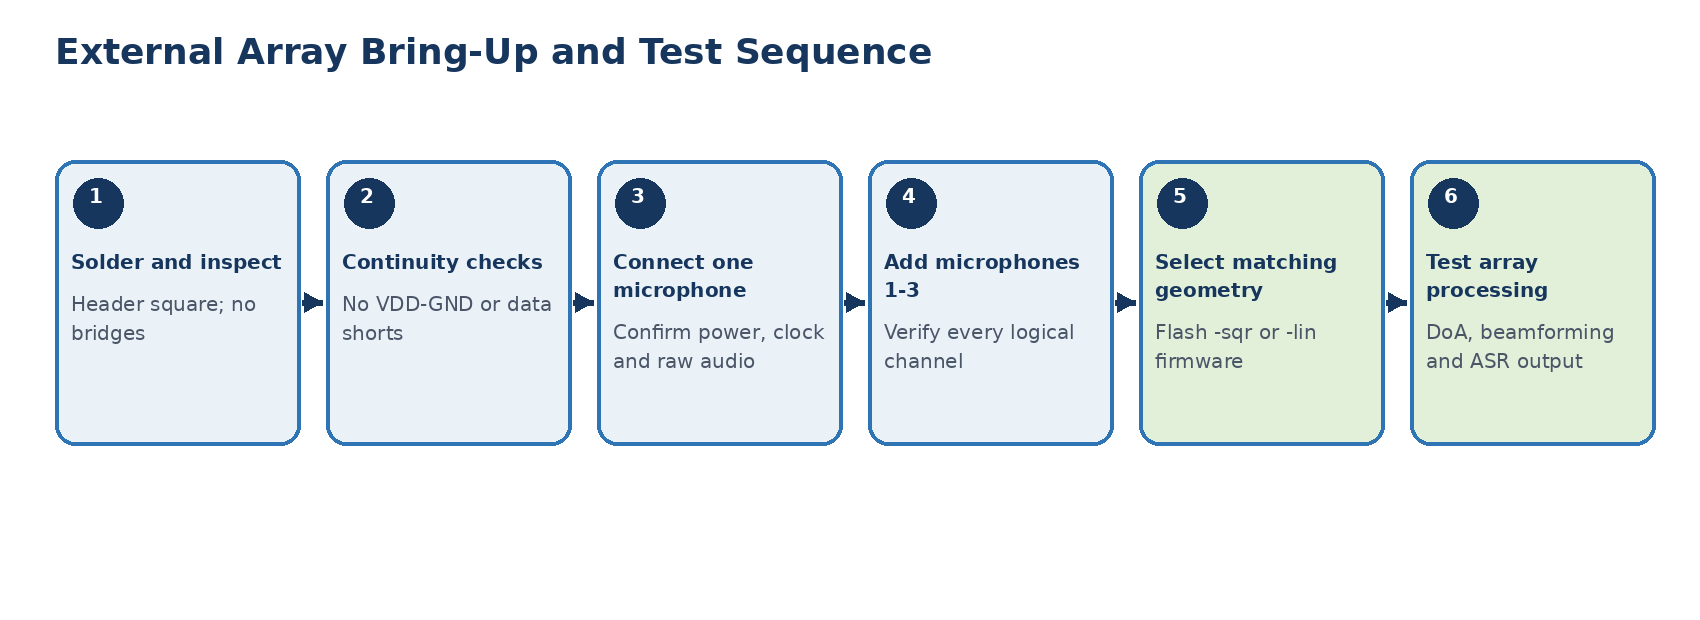 External Array Bring-Up and Test Sequence
1
Solder and inspect
Header square; no
bridges
2
Continuity checks
No VDD-GND or data
shorts
3
Connect one
microphone
Confirm power, clock
and raw audio
4
Add microphones
1-3
Verify every logical
channel
5
Select matching
geometry
Flash -sqr or -lin
firmware
6
Test array
processing
DoA, beamforming
and ASR output